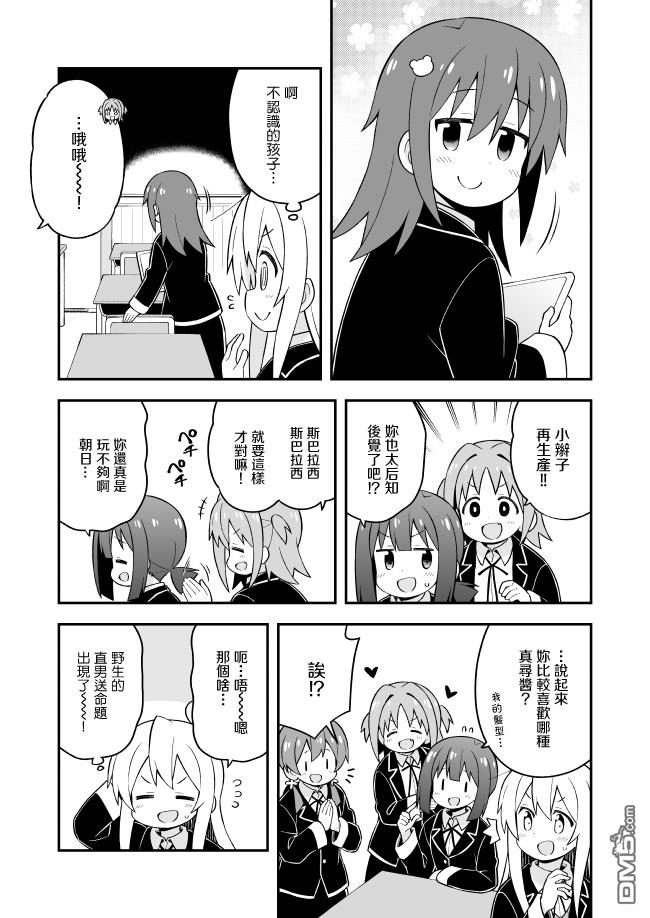 啊
不認識的孩子…
…哦哦~~~!
小辮子
再生產!!
妳也太后知
後覺了吧!?
斯巴拉西
斯巴拉西
就要這樣
才對嘛!
ペチ
ペチ
妳還真是
玩不夠啊
朝日…
…說起來
妳比較喜歡哪種
真尋醬?
我的髮型…
誒!?
呃…唔~~嗯
那個啥…
野生的
直男送命題
出現了~~~!
DM5.com